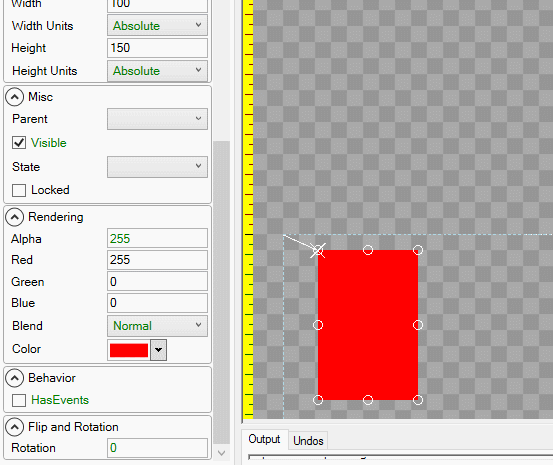 Width 100
Width Units Absolute
Height 150
Height Units Absolute
Misc
Parent
Visible
State
Locked
Rendering
Alpha 255
Red 255
Green 0
Blue 0
Blend Normal
Color
Behavior
HasEvents
Flip and Rotation
Rotation 0
Output Undos